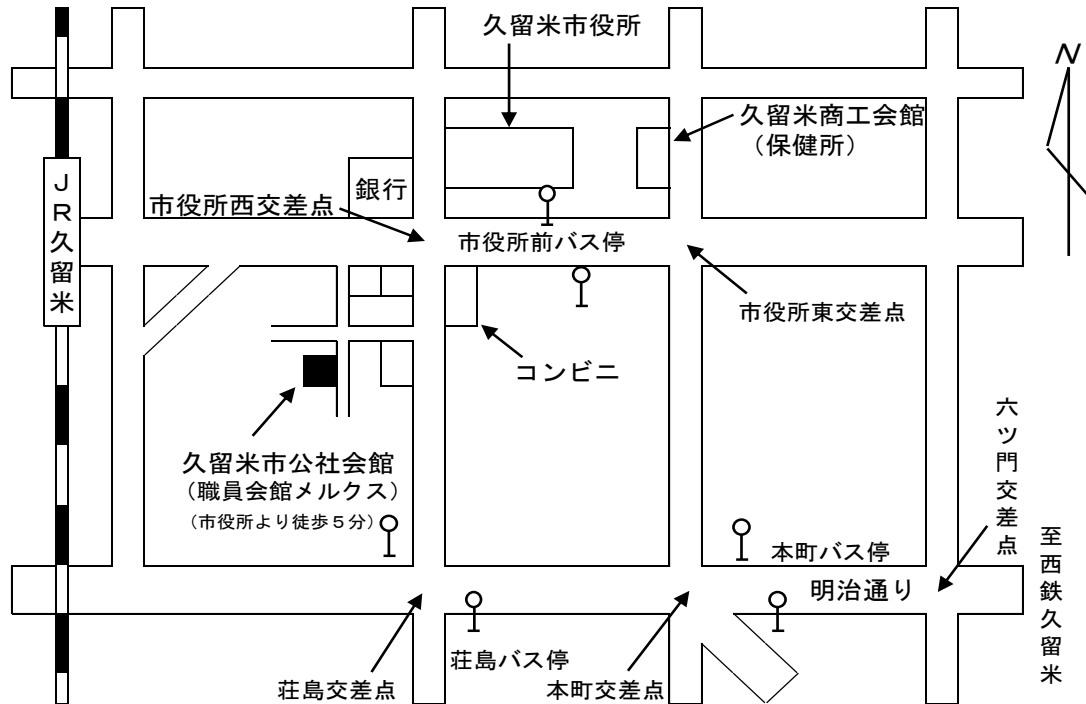 久留米市役所
N
久留米商工会館
(保健所)
銀行
JR久留米
市役所西交差点
市役所前バス停
市役所東交差点
コンビニ
六ツ門交差点
久留米市公社会館
(職員会館メルクス)
(市役所より徒歩5分)
本町バス停
至西鉄久留米
明治通り
荘島バス停
荘島交差点
本町交差点